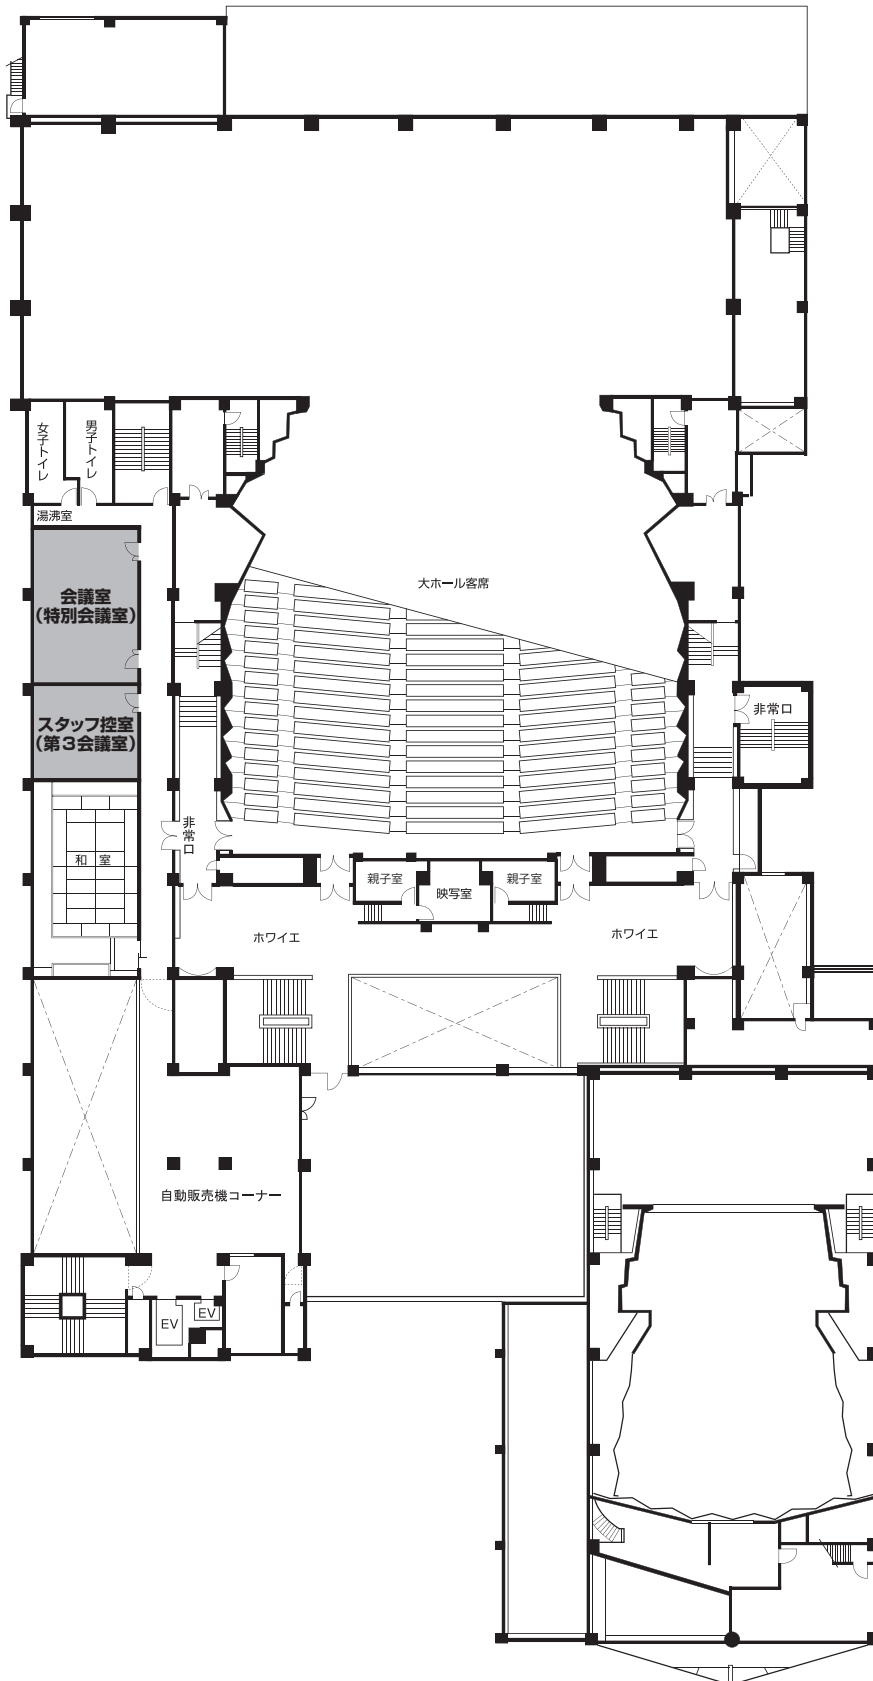 女子トイレ
男子トイレ
湯沸室
会議室
(特別会議室)
大ホール客席
スタッフ控室
(第3会議室)
非常口
非常口
和 室
親子室
映写室
親子室
ホワイエ
ホワイエ
自動販売機コーナー
EV
EV